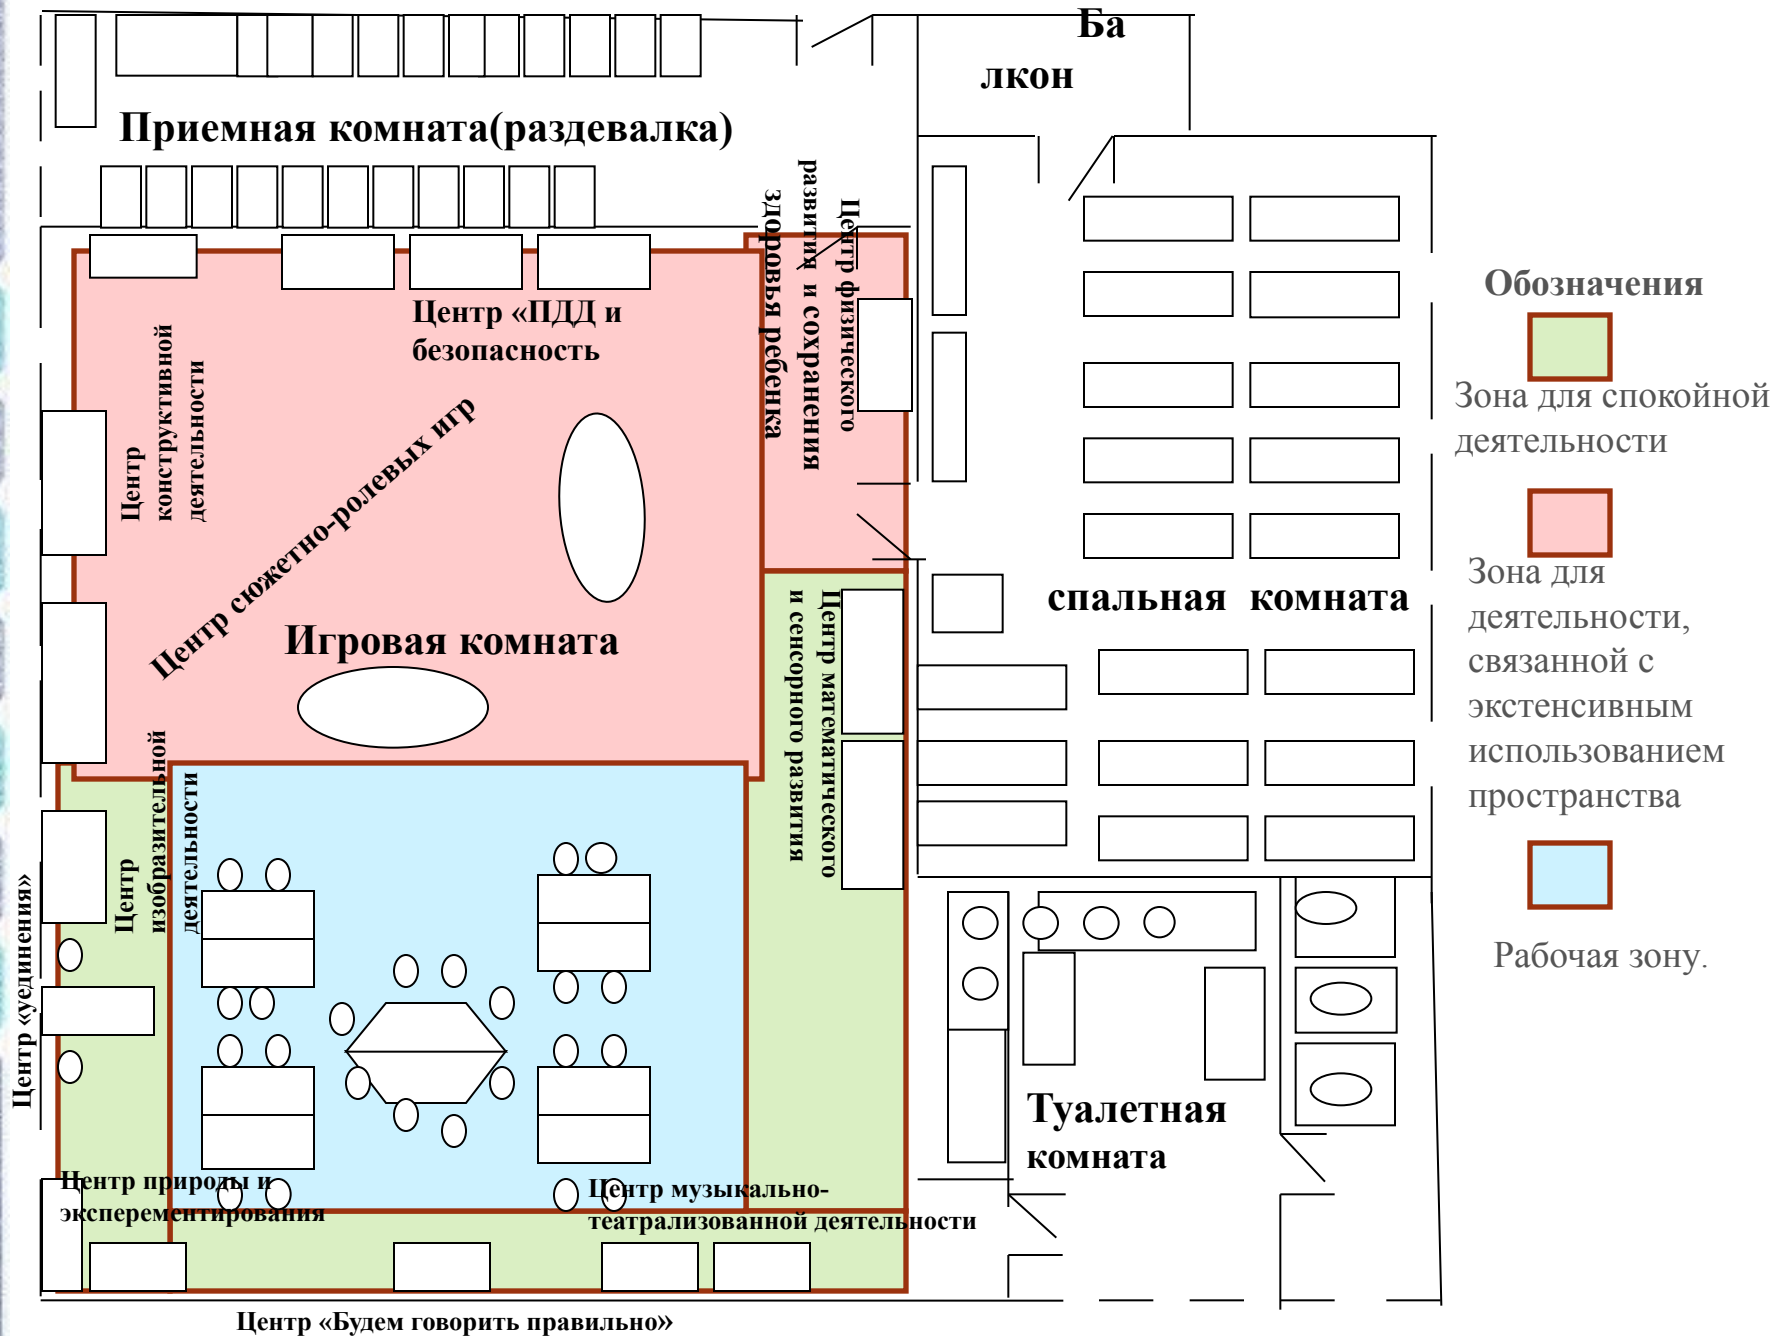 Ба
лкон
Приемная комната(раздевалка)
Центр физического
развития и сохранения
здоровья ребенка
Центр «ПДД и
безопасность
Центр
конструктивной
деятельности
Центр сюжетно-ролевых игр
Игровая комната
Центр математического
и сенсорного развития
спальная комната
Центр
изобразительной
деятельности
Центр «уединения»
Туалетная
комната
Центр природы и
эксперементирования
Центр музыкально-
театрализованной деятельности
Центр «Будем говорить правильно»
Обозначения
Зона для спокойной
деятельности
Зона для
деятельности,
связанной с
экстенсивным
использованием
пространства
Рабочая зону.